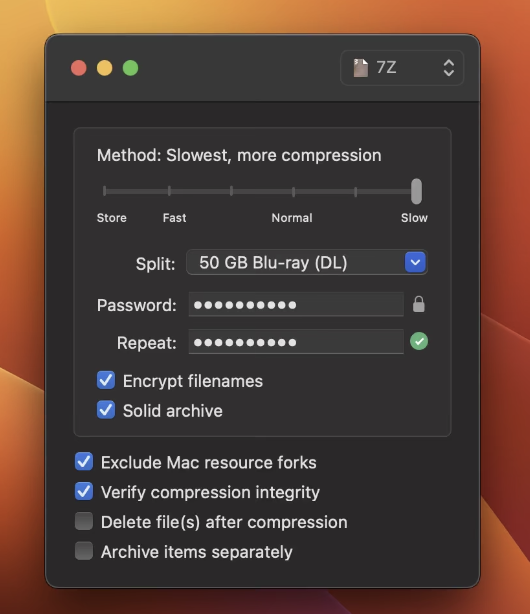 7Z
Method: Slowest, more compression
Store Fast Normal Slow
Split: 50 GB Blu-ray (DL)
Password: ●●●●●●●●●●
Repeat: ●●●●●●●●●●
Encrypt filenames
Solid archive
Exclude Mac resource forks
Verify compression integrity
Delete file(s) after compression
Archive items separately